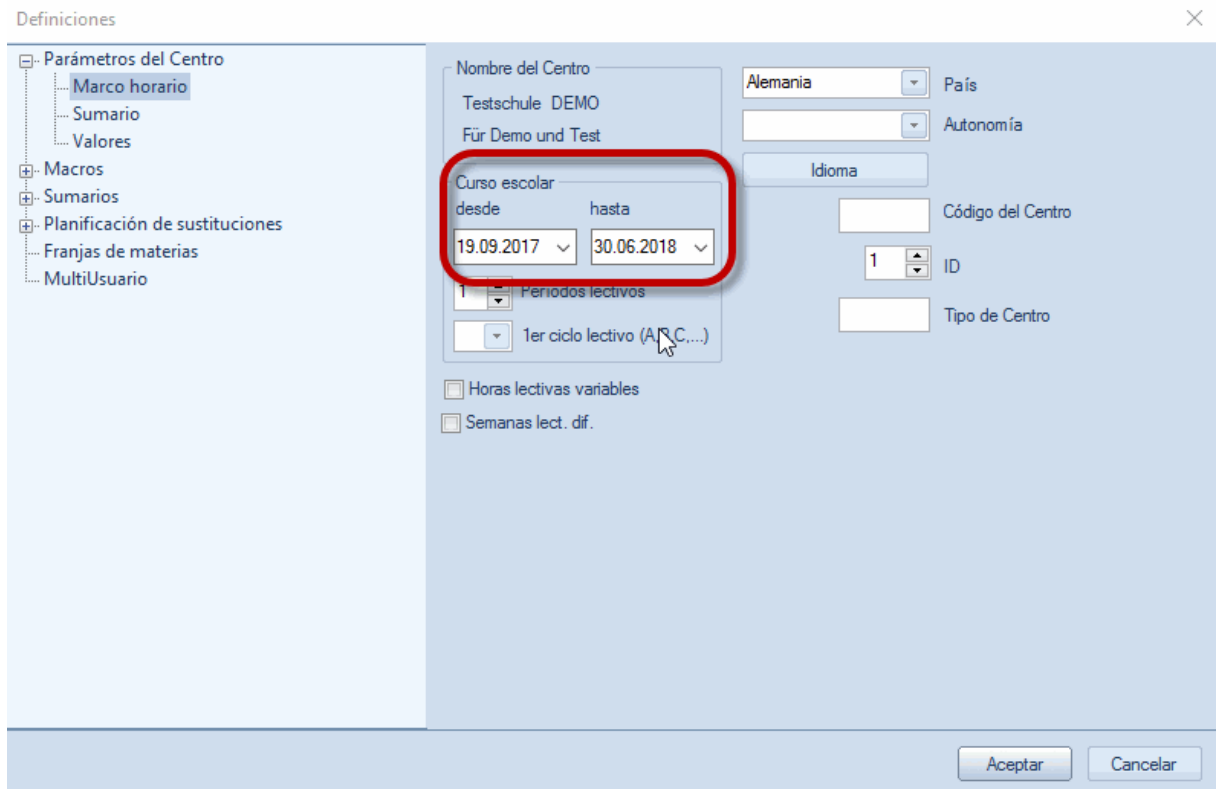 Definiciones
Parámetros del Centro
Marco horario
Sumario
Valores
Macros
Sumarios
Planificación de sustituciones
Franjas de materias
MultiUsuario
Nombre del Centro
Testschule DEMO
Für Demo und Test
Curso escolar
desde hasta
19.09.2017 30.06.2018
1 Períodos lectivos
1er ciclo lectivo (A,B,C,...)
Horas lectivas variables
Semanas lect. dif.
Alemania País
Autonomía
Idioma
Código del Centro
1 ID
Tipo de Centro
Aceptar Cancelar